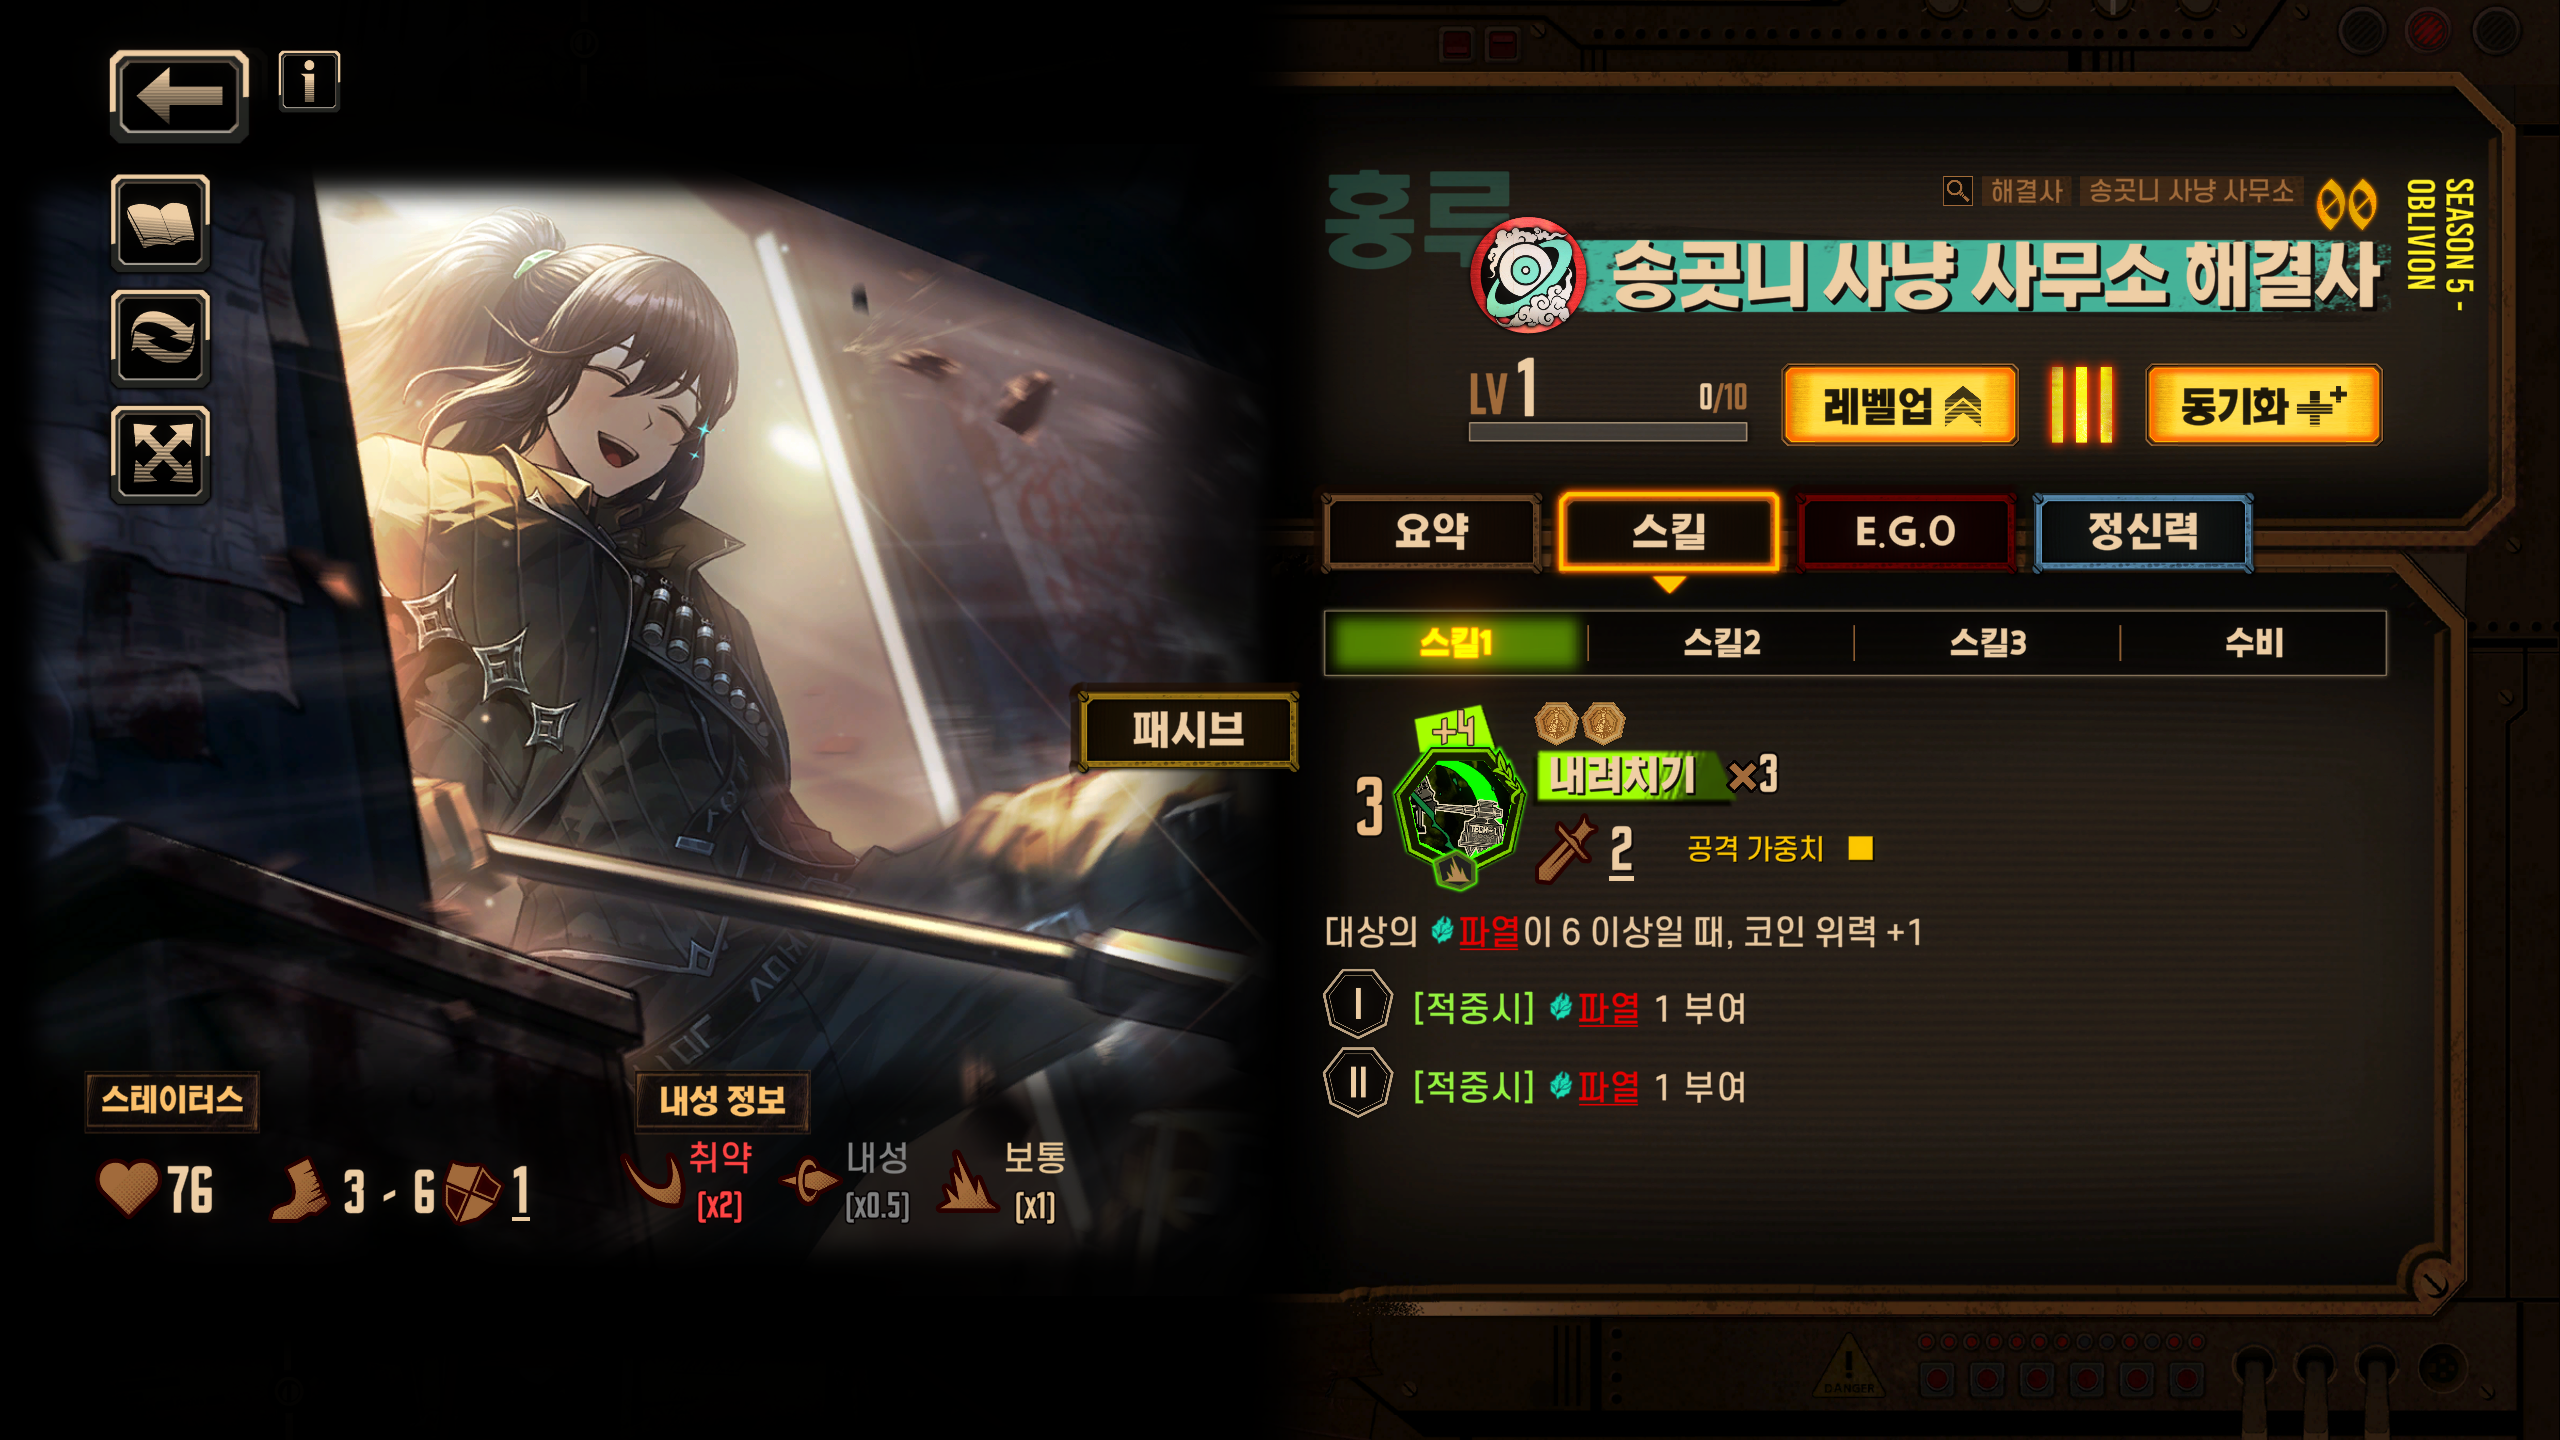 홍루
해결사 송곳니 사냥 사무소
송곳니 사냥 사무소 해결사
SEASON 5 -
OBLIVION
LV 1 0/10
레벨업
동기화
요약 스킬 E.G.O 정신력
스킬1 스킬2 스킬3 수비
패시브
3 +4
내려치기 ×3
2 공격 가중치
대상의 파열이 6 이상일 때, 코인 위력 +1
I [적중시] 파열 1 부여
II [적중시] 파열 1 부여
스테이터스
76 3 - 6 1
내성 정보
취약 [x2]
내성 [x0.5]
보통 [x1]
DANGER